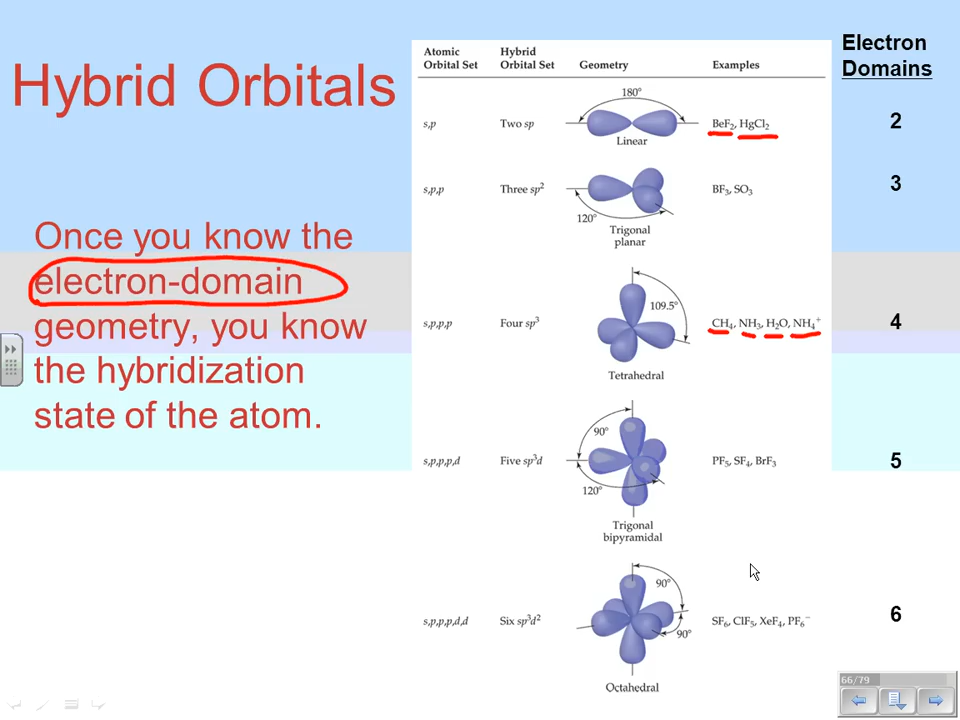 Hybrid Orbitals
Once you know the
electron-domain
geometry, you know
the hybridization
state of the atom.
Atomic Orbital Set
Hybrid Orbital Set
Geometry
Examples
Electron Domains
s,p
Two sp
180°
Linear
BeF₂, HgCl₂
2
s,p,p
Three sp²
120°
Trigonal
planar
BF₃, SO₃
3
s,p,p,p
Four sp³
109.5°
Tetrahedral
CH₄, NH₃, H₂O, NH₄⁺
4
s,p,p,p,d
Five sp³d
90°
120°
Trigonal
bipyramidal
PF₅, SF₄, BrF₃
5
s,p,p,p,d,d
Six sp³d²
90°
90°
Octahedral
SF₆, ClF₅, XeF₄, PF₆⁻
6
66/79